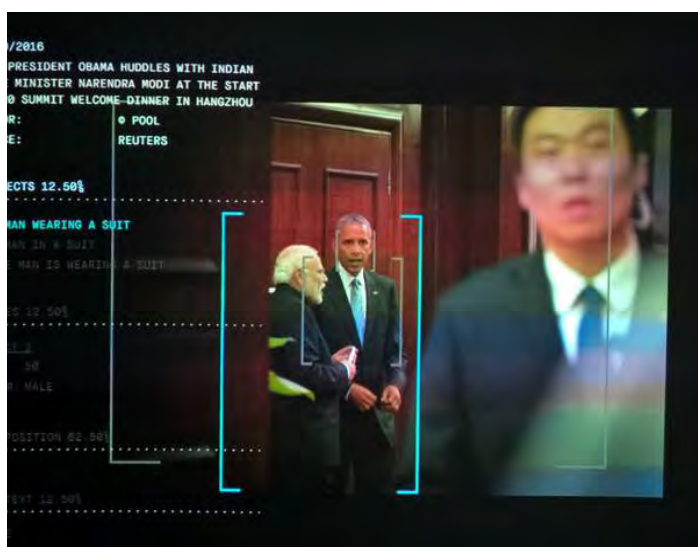 /2016
PRESIDENT OBAMA HUDDLES WITH INDIAN
MINISTER NARENDRA MODI AT THE START
0 SUMMIT WELCOME DINNER IN HANGZHOU
R: © POOL
E: REUTERS
ECTS 12.50%
MAN WEARING A SUIT
MAN IN A SUIT
E MAN IS WEARING A SUIT
ES 12.50%
50
R: MALE
POSITION 62.50%
TEXT 12.50%